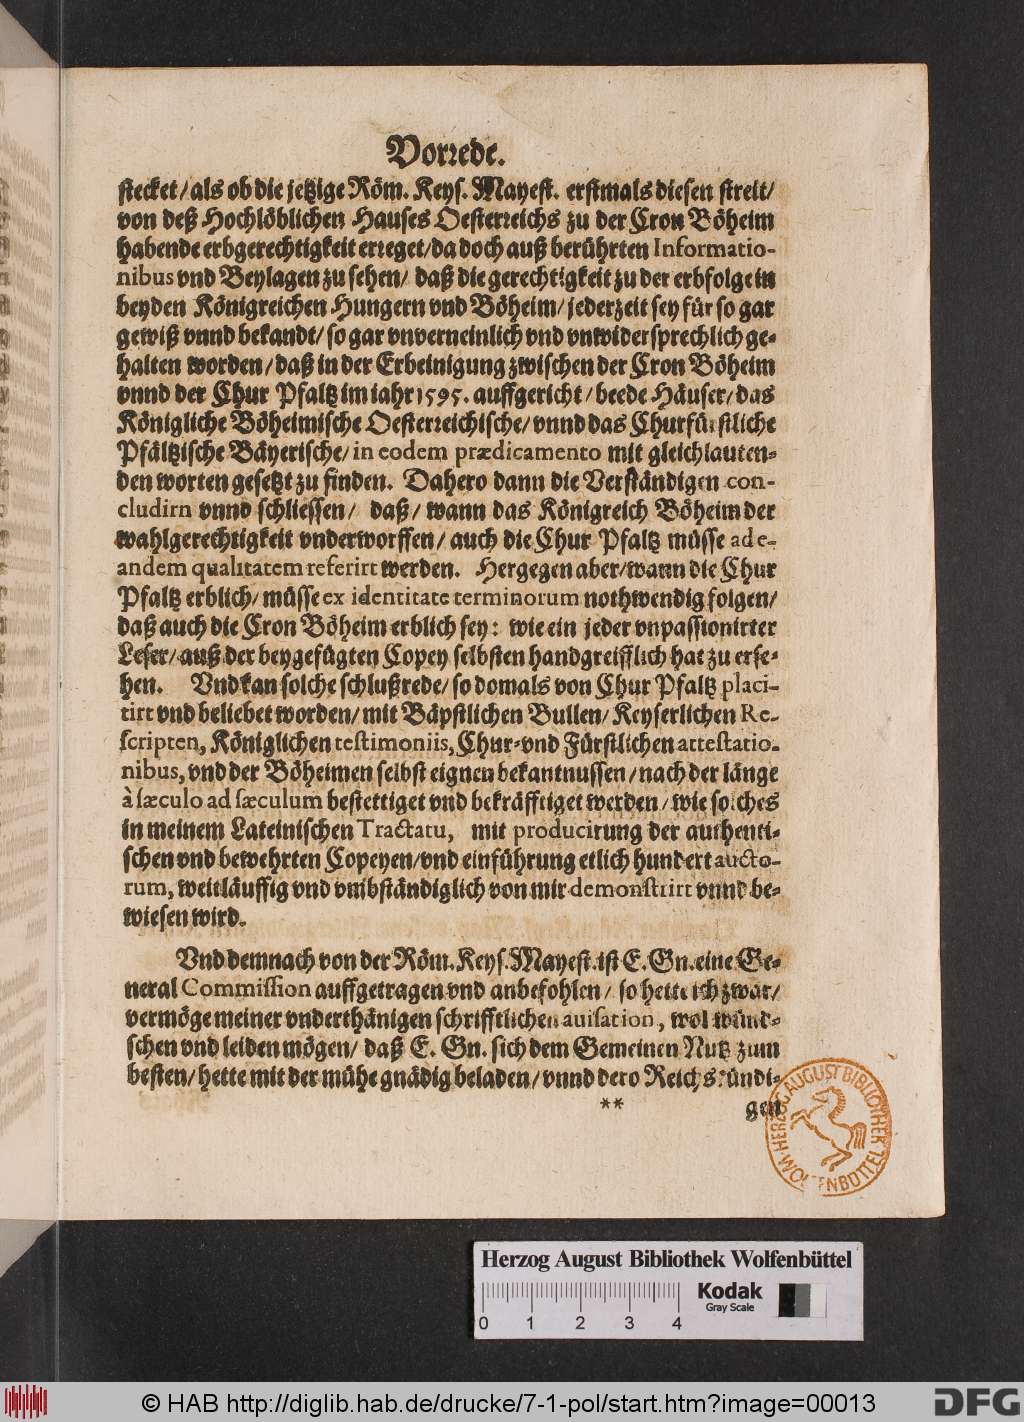 Vorrede.
stecket/als ob die jetzige Röm. Keys. Mayest. erstmals diesen streit/
von deß Hochlöblichen Hauses Oesterreichs zu der Cron Böheim
habende erbgerechtigkeit erreget/da doch auß berührten Informatio-
nibus vnd Beylagen zu sehen/ daß die gerechtigkeit zu der erbfolge in
beyden Königreichen Hungern vnd Böheim/jederzeit sey für so gar
gewiß vnnd bekandt/so gar vnverneinlich vnd vnwidersprechlich ge-
halten worden/daß in der Erbeinigung zwischen der Cron Böheim
vnnd der Chur Pfaltz im iahr 1595. auffgericht/beede Häuser/das
Königliche Böheimische Oesterreichische/vnnd das Churfürstliche
Pfältzische Bäyerische/in eodem prædicamento mit gleichlauten-
den worten gesetzt zu finden. Dahero dann die Verständigen con-
cludirn vnnd schliessen/ daß/wann das Königreich Böheim der
wahlgerechtigkeit vnderworffen/auch die Chur Pfaltz müsse ad e-
andem qualitatem referirt werden. Hergegen aber/wann die Chur
Pfaltz erblich/müsse ex identitate terminorum nothwendig folgen/
daß auch die Cron Böheim erblich sey: wie ein jeder vnpassionirter
Leser/auß der beygefügten Copey selbsten handgreifflich hat zu erse-
hen. Vnd kan solche schlußrede/so domals von Chur Pfaltz placi-
tirt vnd beliebet worden/mit Bäpstlichen Bullen/Keyserlichen Re-
scripten, Königlichen testimoniis, Chur-vnd Fürstlichen attestatio-
nibus, vnd der Böheimen selbst eignen bekantnussen/nach der länge
à sæculo ad sæculum bestettiget vnd bekräfftiget werden/wie solches
in meinem Lateinischen Tractatu, mit producirung der authenti-
schen vnd bewehrten Copeyen/vnd einführung etlich hundert aucto-
rum, weitläuffig vnd vmbständiglich von mir demonstrirt vnnd be-
wiesen wird.
Vnd demnach von der Röm. Keys. Mayest. ist E. Gn. eine Ge-
neral Commission auffgetragen vnd anbefohlen/ so hette ich zwar/
vermöge meiner vnderthänigen schrifftlichen avisation, wol wünd-
schen vnd leiden mögen/ daß E. Gn. sich dem Gemeinen Nutz zum
besten/hette mit der mühe gnädig beladen/vnnd dero Reichskündi-
** gen
HERZOG AUGUST BIBLIOTHEK WOLFENBÜTTEL
Herzog August Bibliothek Wolfenbüttel
Kodak
Gray Scale
0 1 2 3 4
© HAB http://diglib.hab.de/drucke/7-1-pol/start.htm?image=00013
DFG